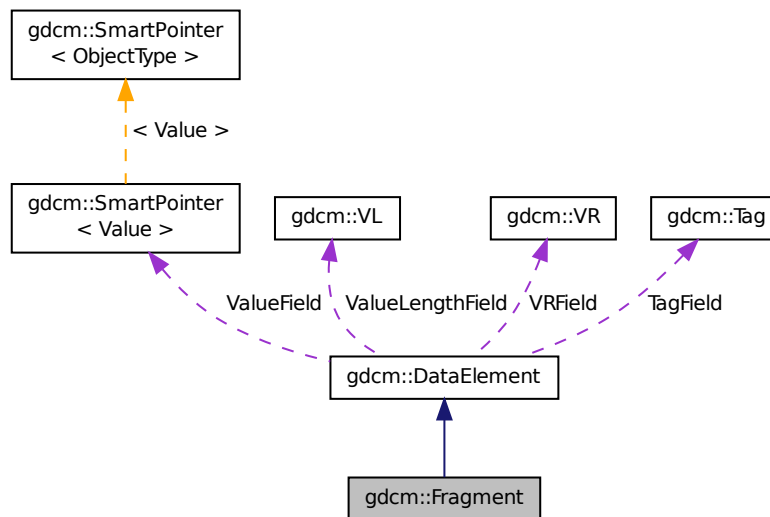 gdcm::SmartPointer
< ObjectType >
< Value >
gdcm::SmartPointer
< Value >
gdcm::VL
gdcm::VR
gdcm::Tag
ValueField
ValueLengthField
VRField
TagField
gdcm::DataElement
gdcm::Fragment